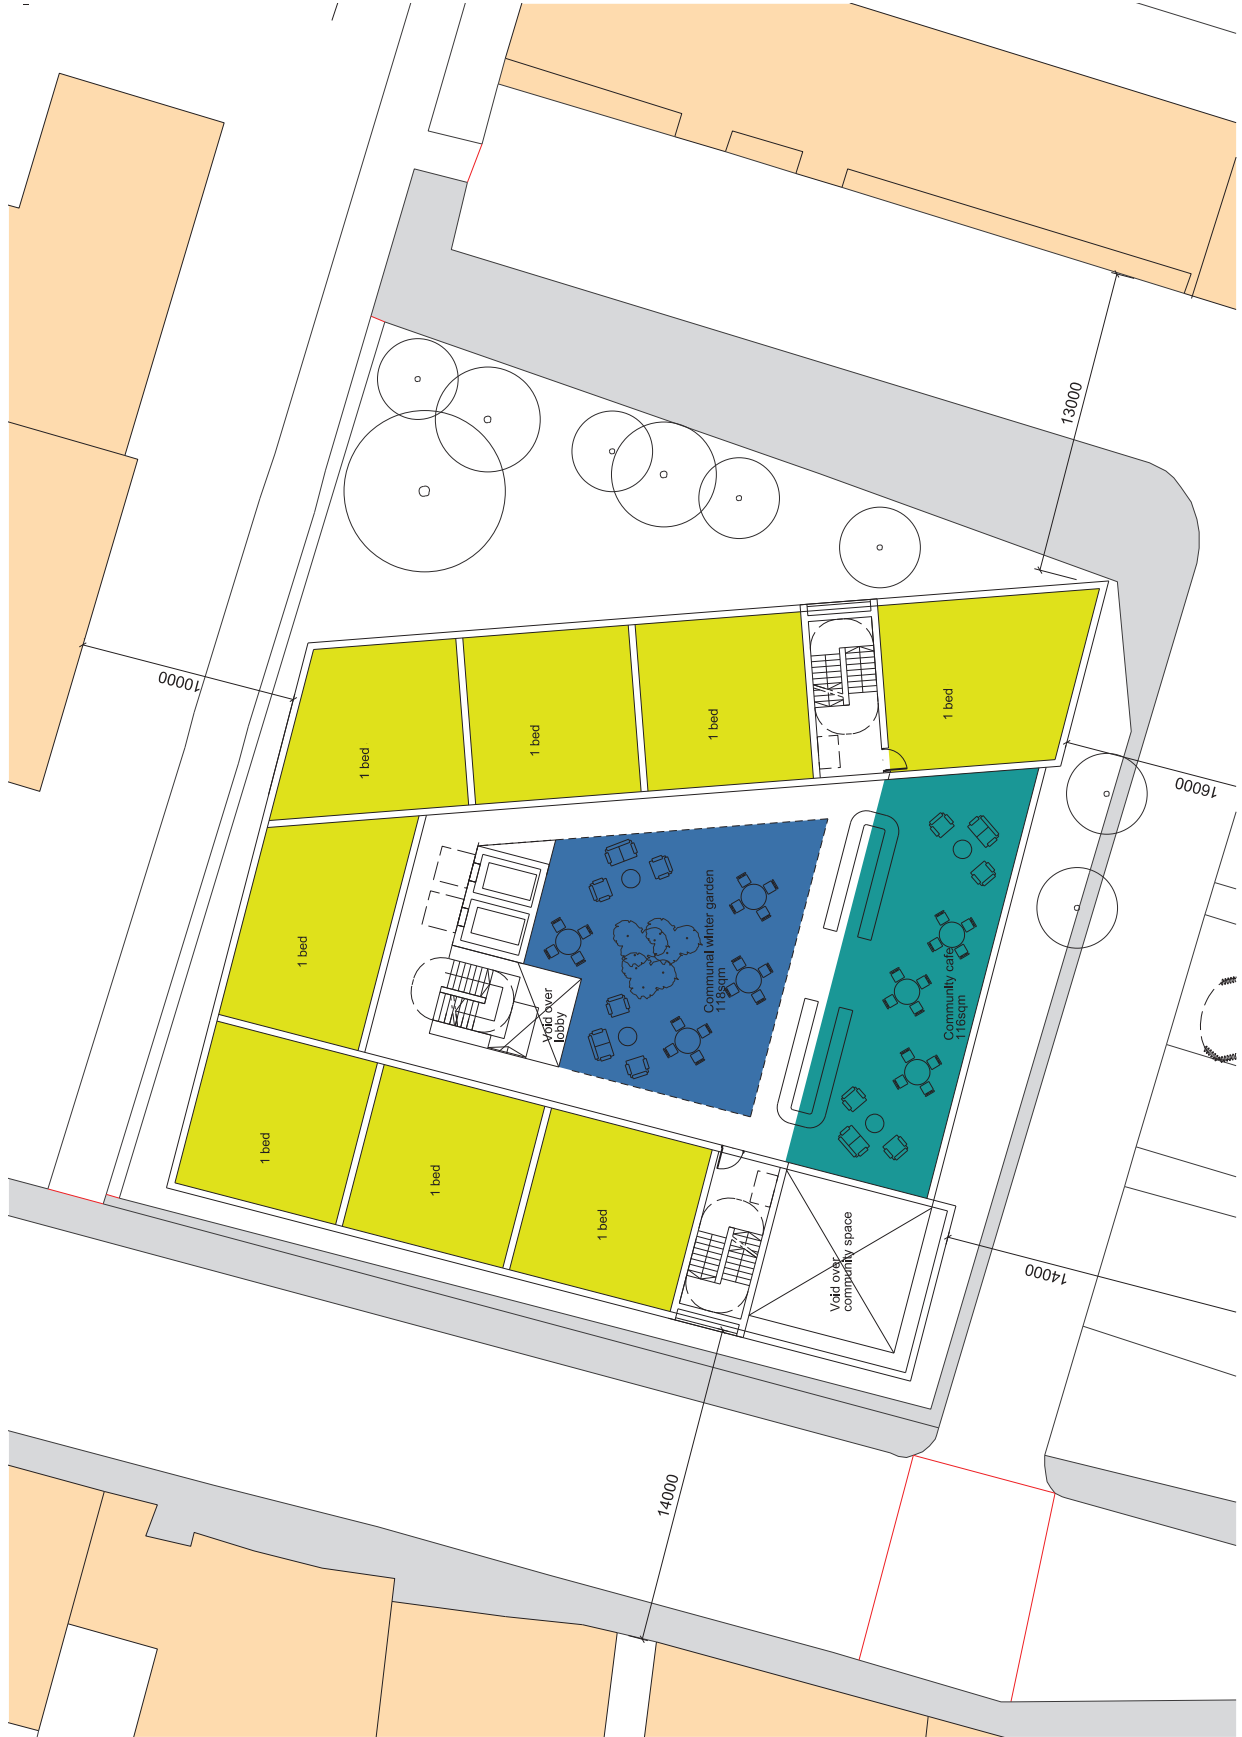 13000
10000
1 bed
1 bed
1 bed
1 bed
16000
1 bed
Communal winter garden
118sqm
Void over
lobby
Community cafe
116sqm
1 bed
1 bed
1 bed
Void over
community space
14000
14000